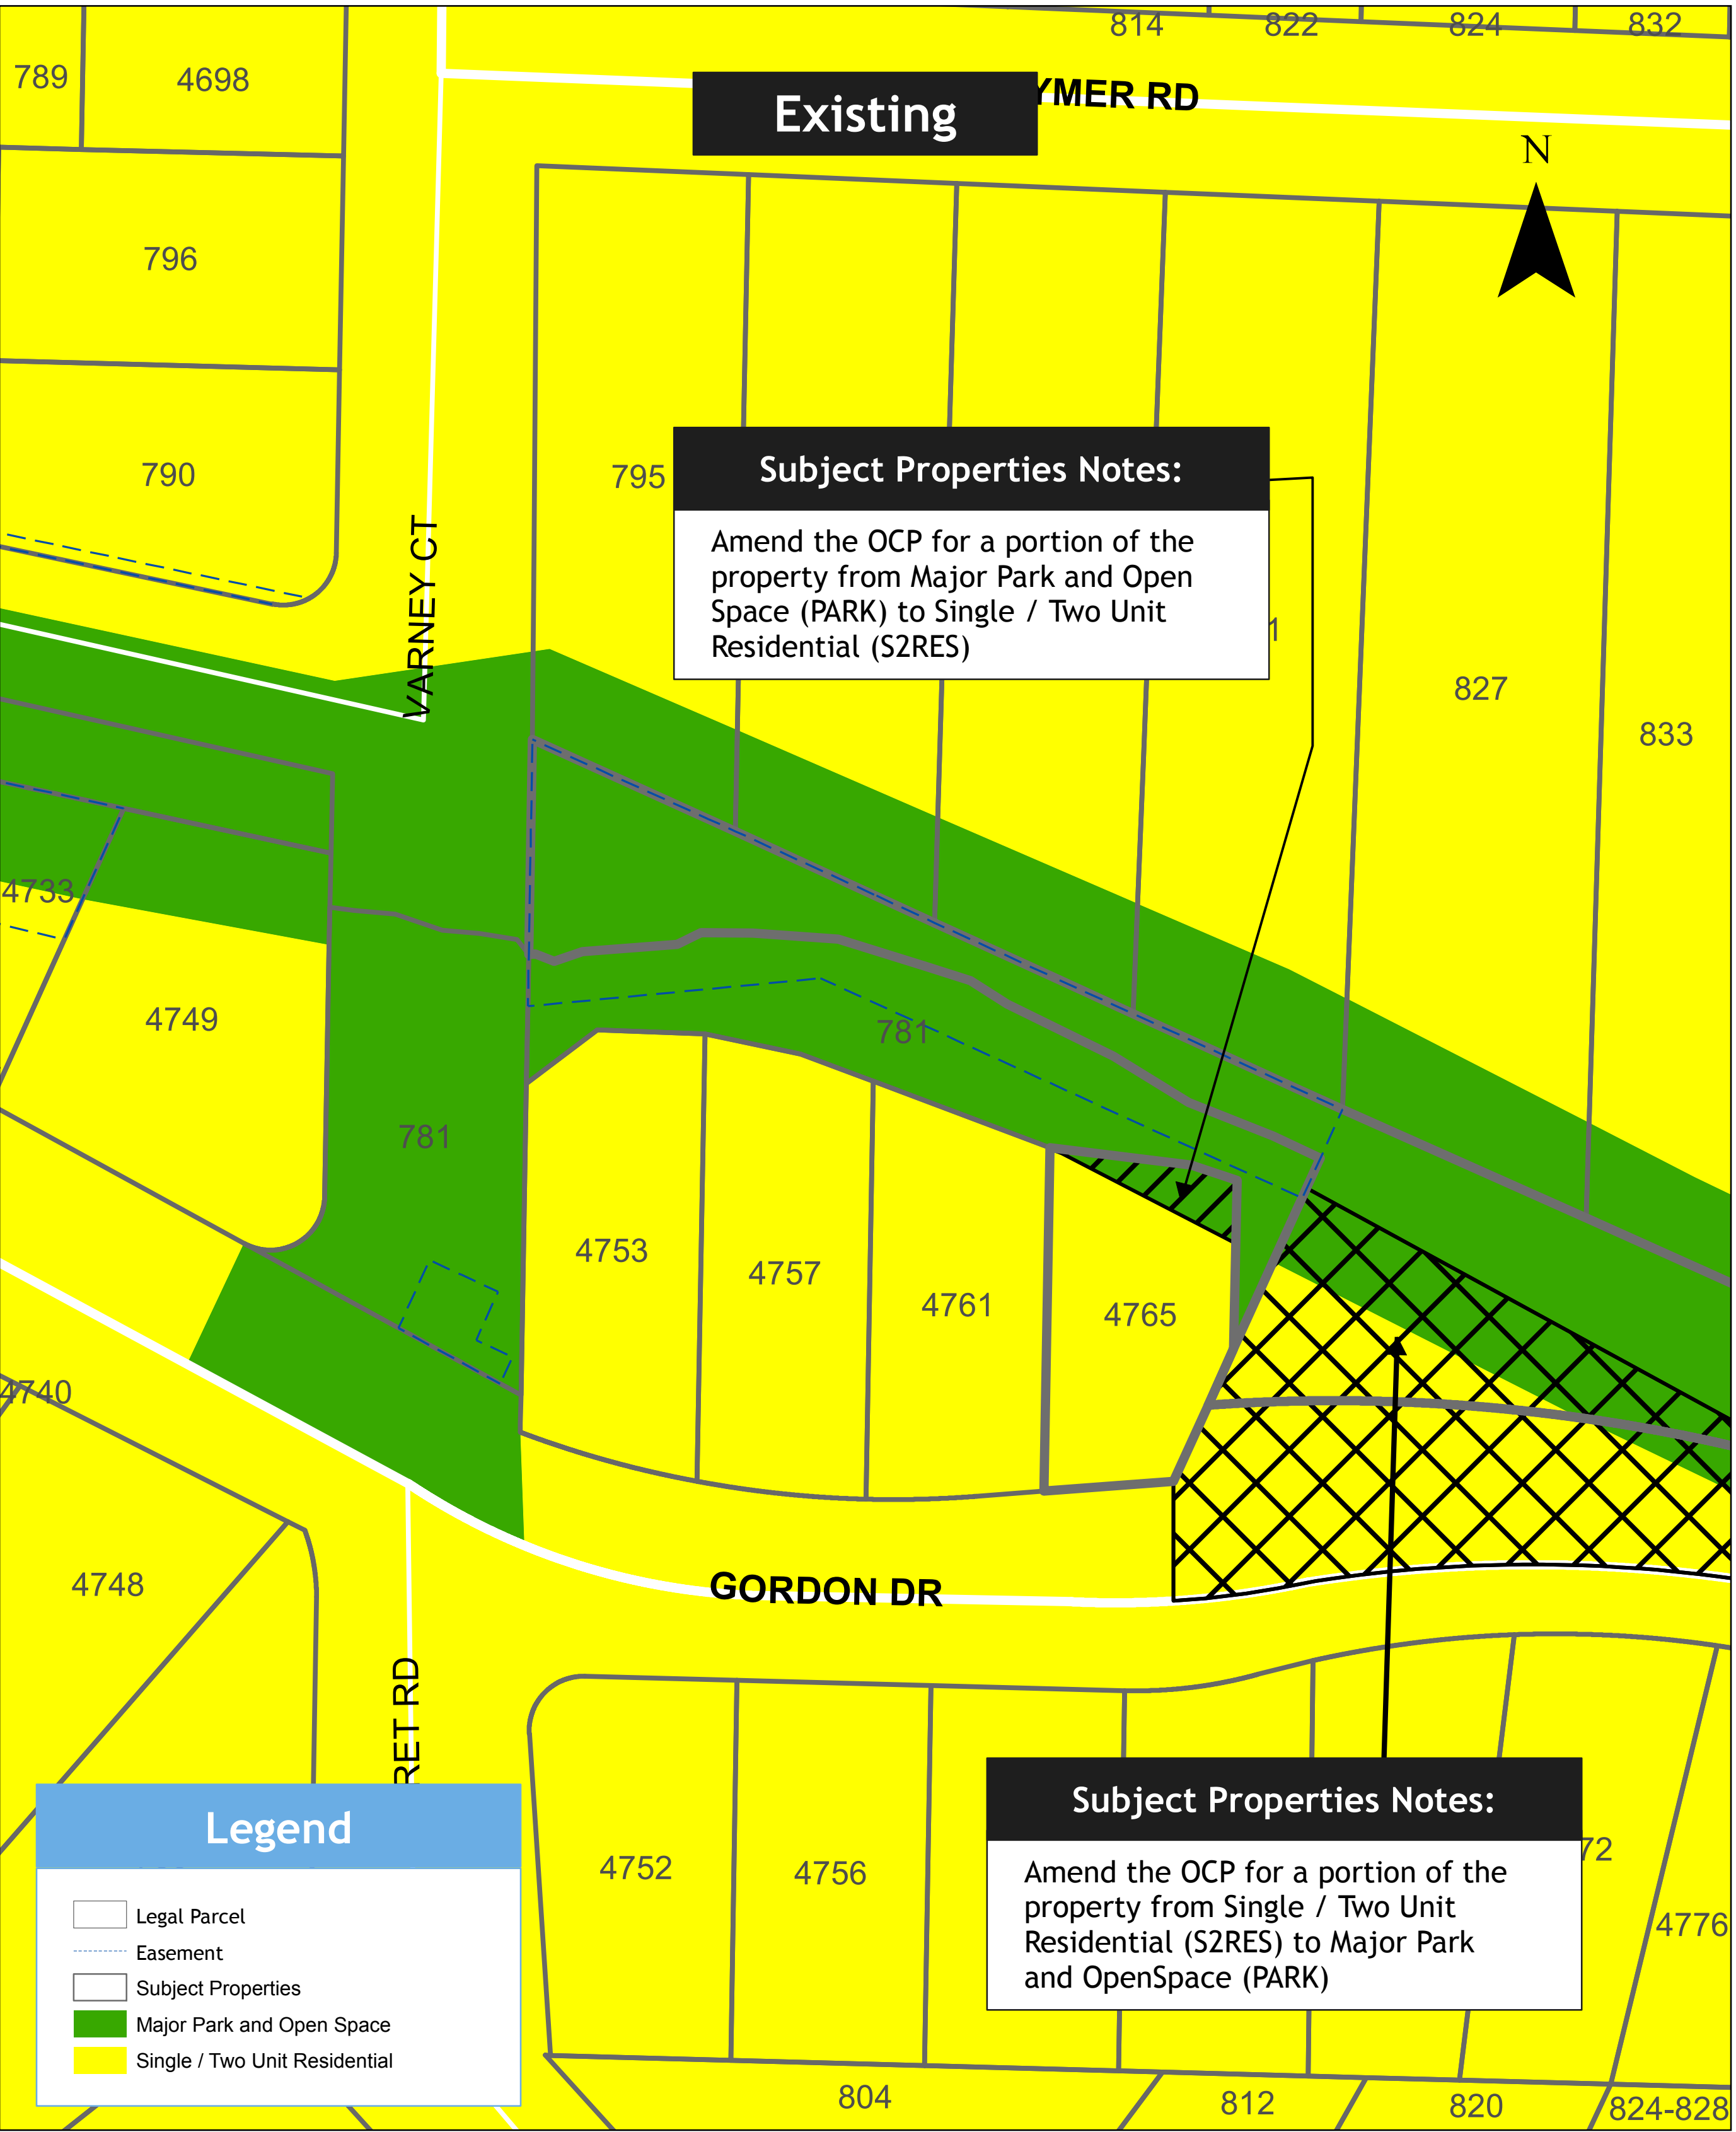 814 822 824 832
789 4698
YMER RD
Existing
N
796
790
795
Subject Properties Notes:
Amend the OCP for a portion of the
property from Major Park and Open
Space (PARK) to Single / Two Unit
Residential (S2RES)
1
827
833
VARNEY CT
4733
4749
781
781
4753
4757
4761
4765
4740
4748
GORDON DR
RET RD
Subject Properties Notes:
Amend the OCP for a portion of the
property from Single / Two Unit
Residential (S2RES) to Major Park
and OpenSpace (PARK)
72
4752
4756
4776
Legend
Legal Parcel
Easement
Subject Properties
Major Park and Open Space
Single / Two Unit Residential
804
812
820
824-828